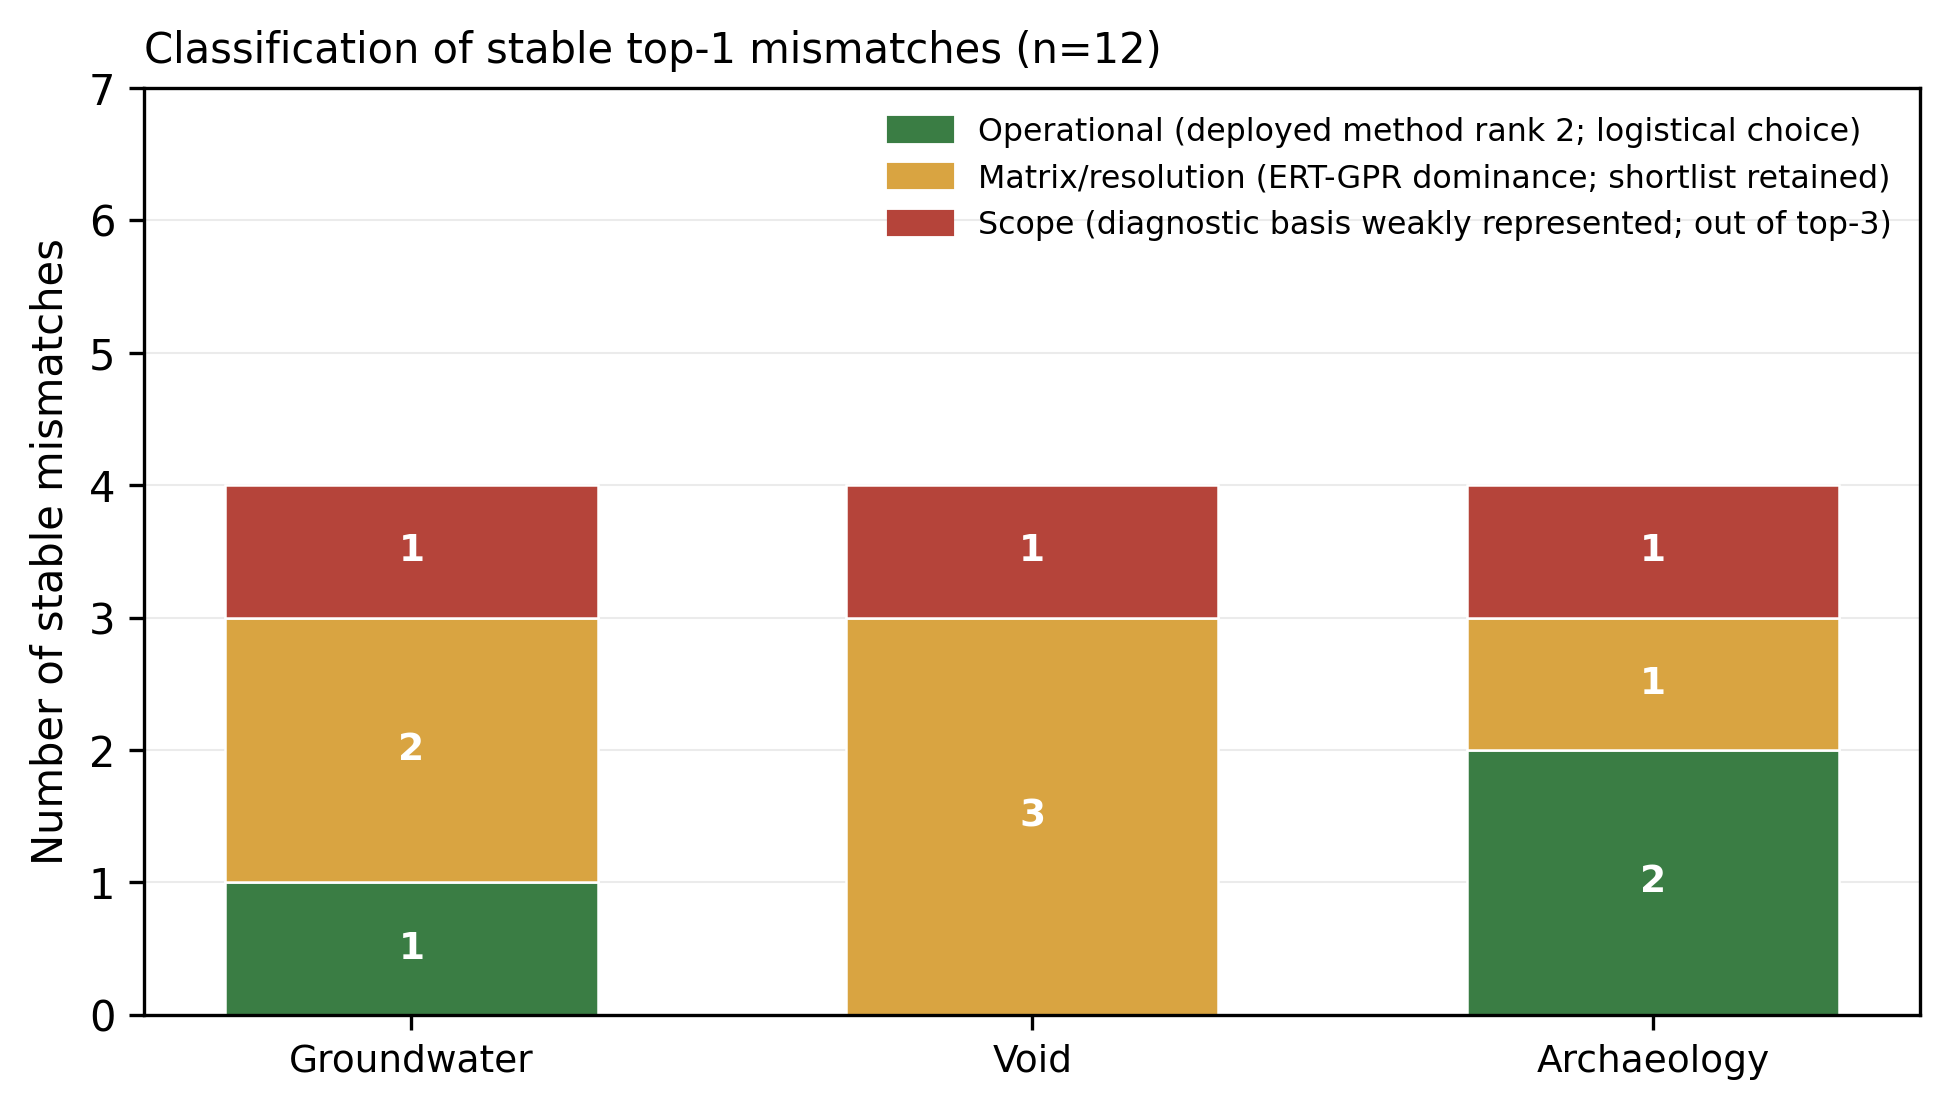 Classification of stable top-1 mismatches (n=12)
Operational (deployed method rank 2; logistical choice)
Matrix/resolution (ERT-GPR dominance; shortlist retained)
Scope (diagnostic basis weakly represented; out of top-3)
Number of stable mismatches
7
6
5
4
3
2
1
0
1
2
1
1
3
1
1
2
Groundwater
Void
Archaeology